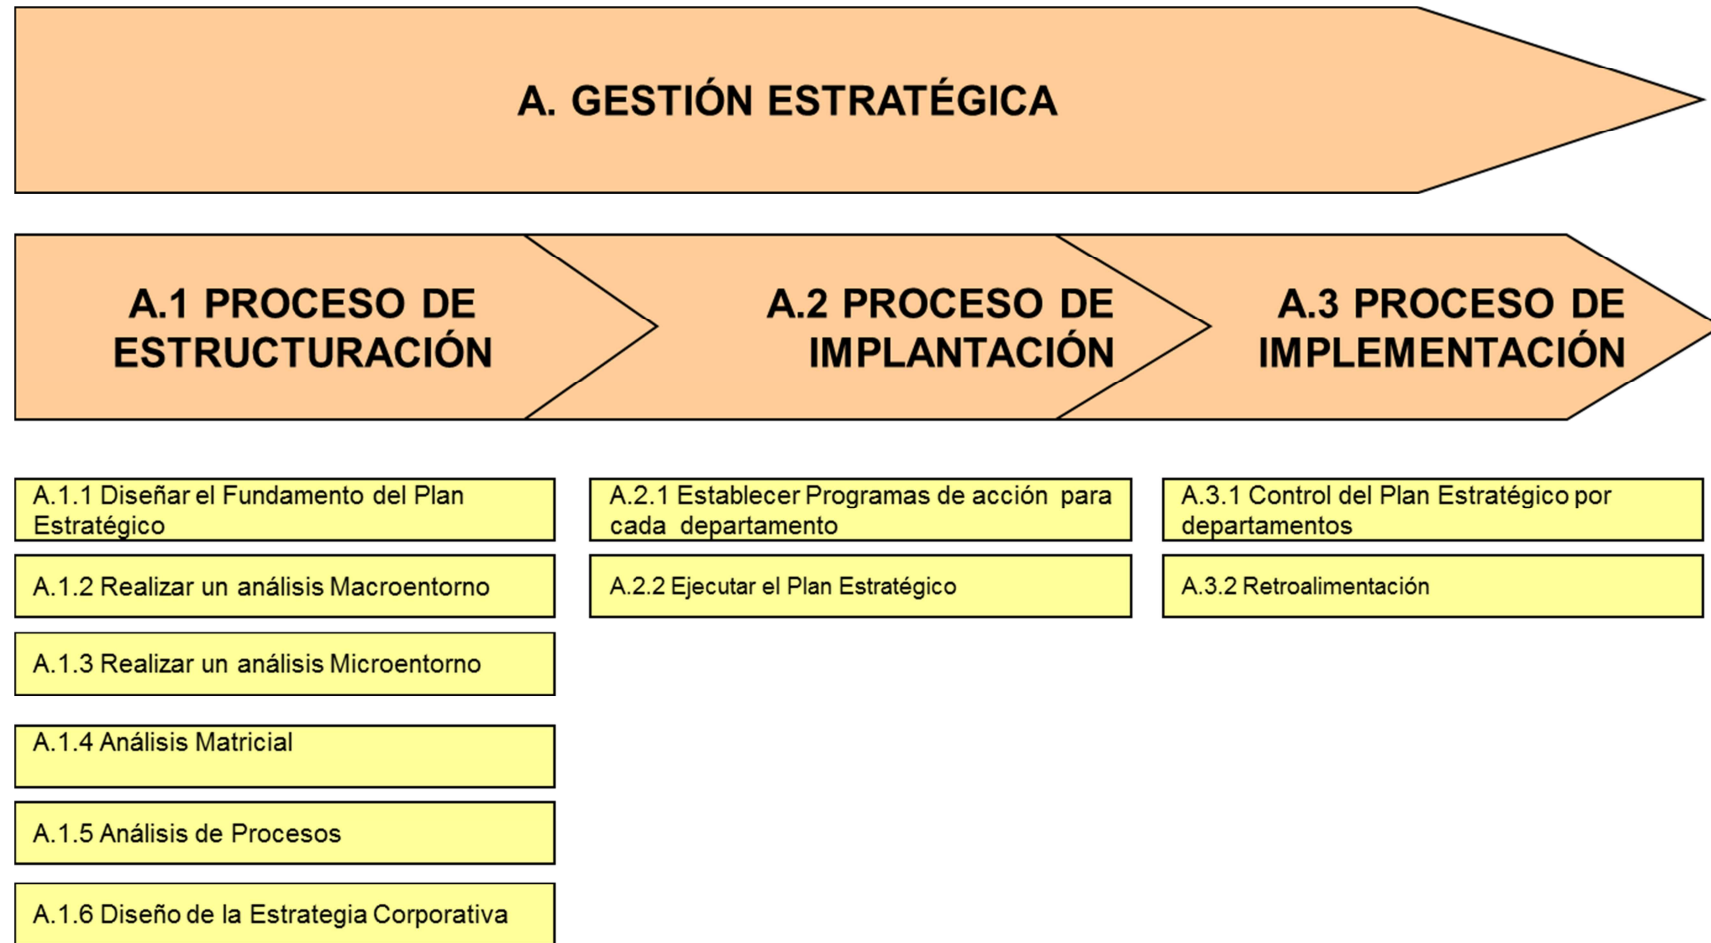 A. GESTIÓN ESTRATÉGICA
A.1 PROCESO DE
ESTRUCTURACIÓN
A.2 PROCESO DE
IMPLANTACIÓN
A.3 PROCESO DE
IMPLEMENTACIÓN
A.1.1 Diseñar el Fundamento del Plan
Estratégico
A.1.2 Realizar un análisis Macroentorno
A.1.3 Realizar un análisis Microentorno
A.1.4 Análisis Matricial
A.1.5 Análisis de Procesos
A.1.6 Diseño de la Estrategia Corporativa
A.2.1 Establecer Programas de acción para
cada departamento
A.2.2 Ejecutar el Plan Estratégico
A.3.1 Control del Plan Estratégico por
departamentos
A.3.2 Retroalimentación